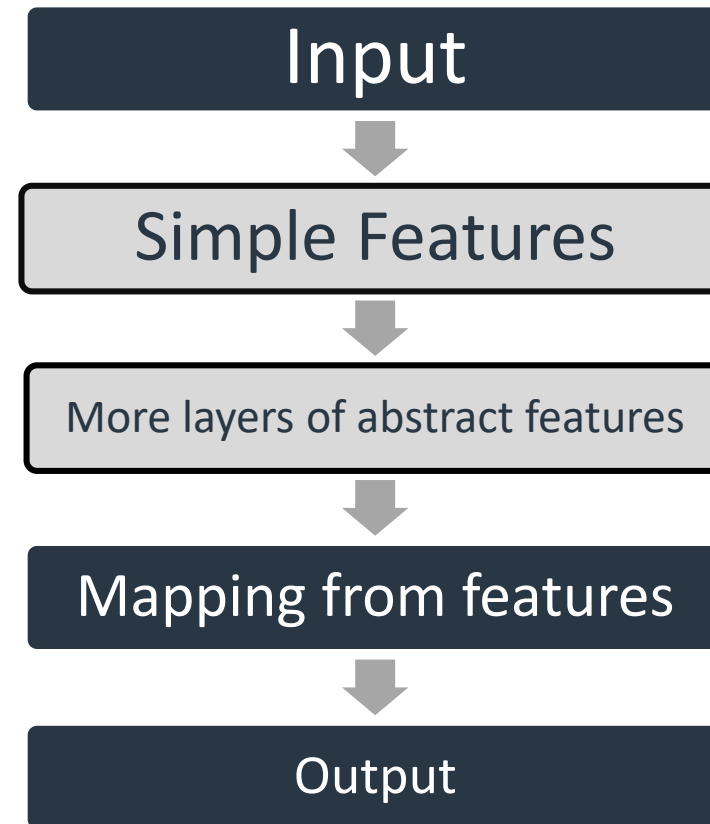 Input
Simple Features
More layers of abstract features
Mapping from features
Output